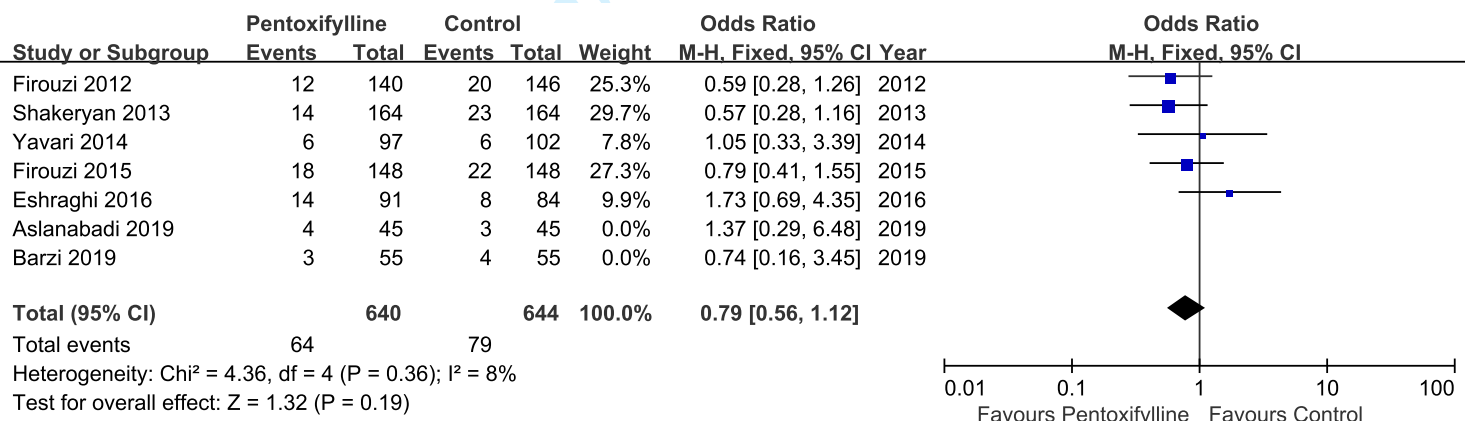 Pentoxifylline Control Odds Ratio Odds Ratio
Study or Subgroup Events Total Events Total Weight M-H, Fixed, 95% CI Year M-H, Fixed, 95% CI
Firouzi 2012 12 140 20 146 25.3% 0.59 [0.28, 1.26] 2012
Shakeryan 2013 14 164 23 164 29.7% 0.57 [0.28, 1.16] 2013
Yavari 2014 6 97 6 102 7.8% 1.05 [0.33, 3.39] 2014
Firouzi 2015 18 148 22 148 27.3% 0.79 [0.41, 1.55] 2015
Eshraghi 2016 14 91 8 84 9.9% 1.73 [0.69, 4.35] 2016
Aslanabadi 2019 4 45 3 45 0.0% 1.37 [0.29, 6.48] 2019
Barzi 2019 3 55 4 55 0.0% 0.74 [0.16, 3.45] 2019
Total (95% CI) 640 644 100.0% 0.79 [0.56, 1.12]
Total events 64 79
Heterogeneity: Chi² = 4.36, df = 4 (P = 0.36); I² = 8%
Test for overall effect: Z = 1.32 (P = 0.19)
0.01 0.1 1 10 100
Favours Pentoxifylline Favours Control